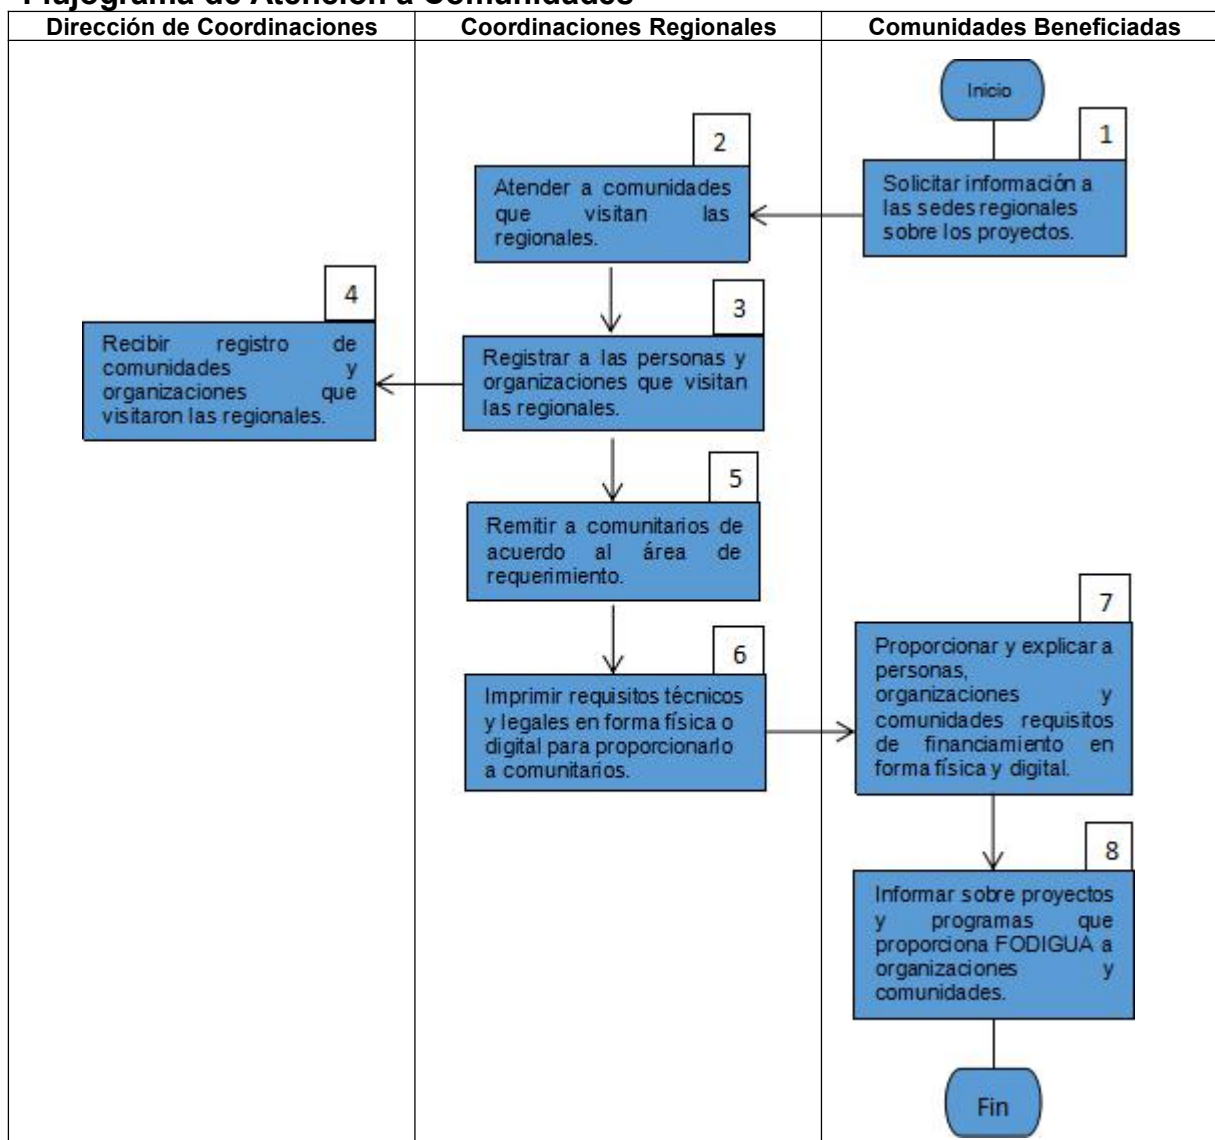 Flujograma de Atención a Comunidades
Dirección de Coordinaciones
Coordinaciones Regionales
Comunidades Beneficiadas
Inicio
1
Solicitar información a
las sedes regionales
sobre los proyectos.
2
Atender a comunidades
que visitan las
regionales.
3
Registrar a las personas y
organizaciones que visitan
las regionales.
4
Recibir registro de
comunidades y
organizaciones que
visitaron las regionales.
5
Remitir a comunitarios de
acuerdo al área de
requerimiento.
6
Imprimir requisitos técnicos
y legales en forma física o
digital para proporcionarlo
a comunitarios.
7
Proporcionar y explicar a
personas,
organizaciones y
comunidades requisitos
de financiamiento en
forma física y digital.
8
Informar sobre proyectos
y programas que
proporciona FODIGUA a
organizaciones y
comunidades.
Fin